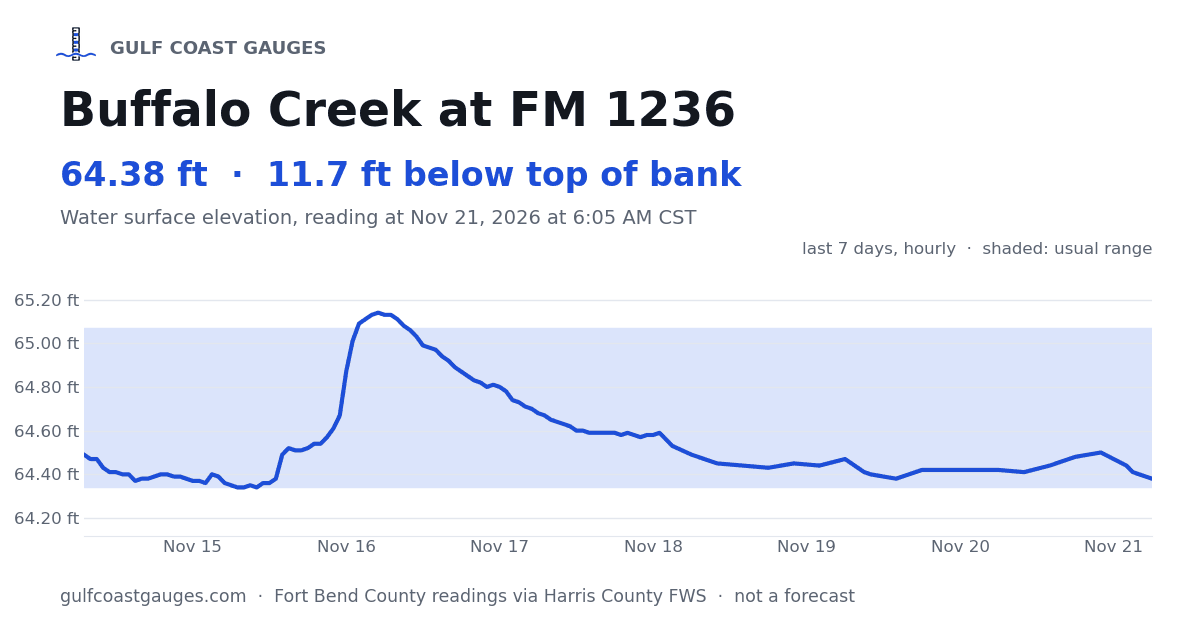 GULF COAST GAUGES
Buffalo Creek at FM 1236
64.38 ft · 11.7 ft below top of bank
Water surface elevation, reading at Nov 21, 2026 at 6:05 AM CST
last 7 days, hourly · shaded: usual range
65.20 ft
65.00 ft
64.80 ft
64.60 ft
64.40 ft
64.20 ft
Nov 15 Nov 16 Nov 17 Nov 18 Nov 19 Nov 20 Nov 21
gulfcoastgauges.com · Fort Bend County readings via Harris County FWS · not a forecast